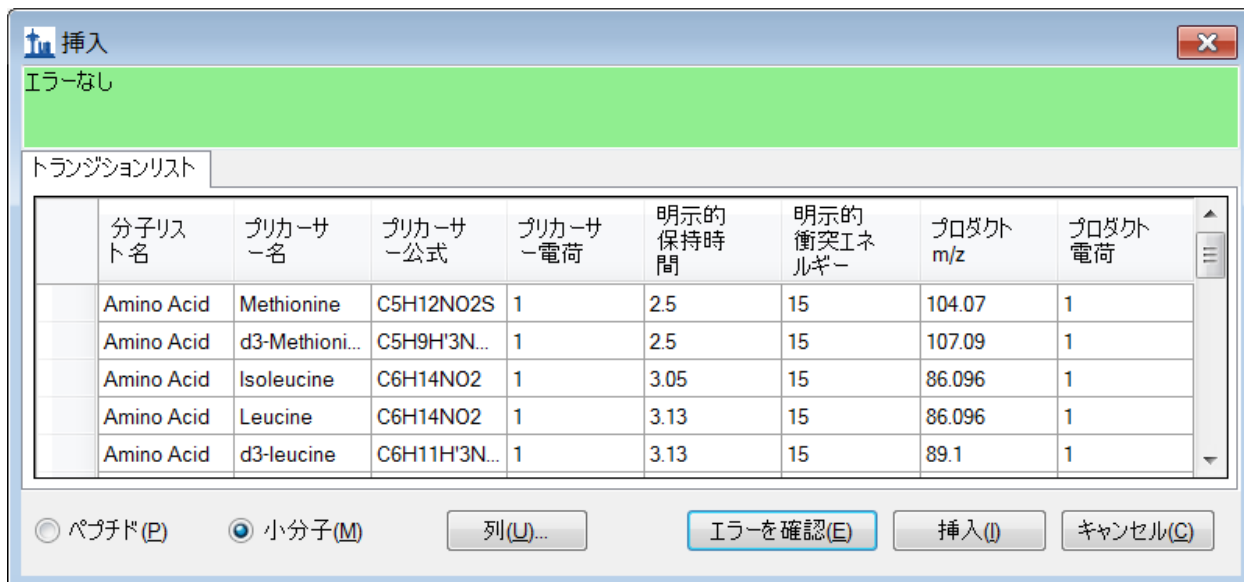 挿入
エラーなし
トランジションリスト
分子リス
ト名
プリカーサ
ー名
プリカーサ
ー公式
プリカーサ
ー電荷
明示的
保持時
間
明示的
衝突エネ
ルギー
プロダクト
m/z
プロダクト
電荷
Amino Acid Methionine C5H12NO2S 1 2.5 15 104.07 1
Amino Acid d3-Methioni... C5H9H'3N... 1 2.5 15 107.09 1
Amino Acid Isoleucine C6H14NO2 1 3.05 15 86.096 1
Amino Acid Leucine C6H14NO2 1 3.13 15 86.096 1
Amino Acid d3-leucine C6H11H'3N... 1 3.13 15 89.1 1
ペプチド(P) 小分子(M) 列(U)... エラーを確認(E) 挿入(I) キャンセル(C)